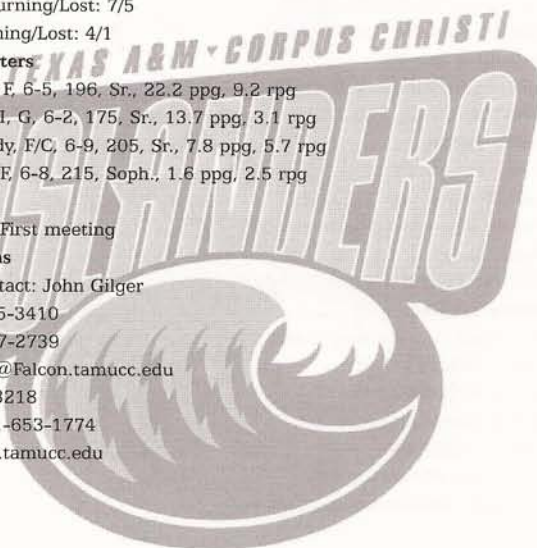 urning/Lost: 7/5
ning/Lost: 4/1
TEXAS A&M CORPUS CHRISTI
ters
F, 6-5, 196, Sr., 22.2 ppg, 9.2 rpg
I, G, 6-2, 175, Sr., 13.7 ppg, 3.1 rpg
dy, F/C, 6-9, 205, Sr., 7.8 ppg, 5.7 rpg
F, 6-8, 215, Soph., 1.6 ppg, 2.5 rpg
ISLANDERS
First meeting
ns
tact: John Gilger
5-3410
7-2739
@Falcon.tamucc.edu
3218
1-653-1774
.tamucc.edu